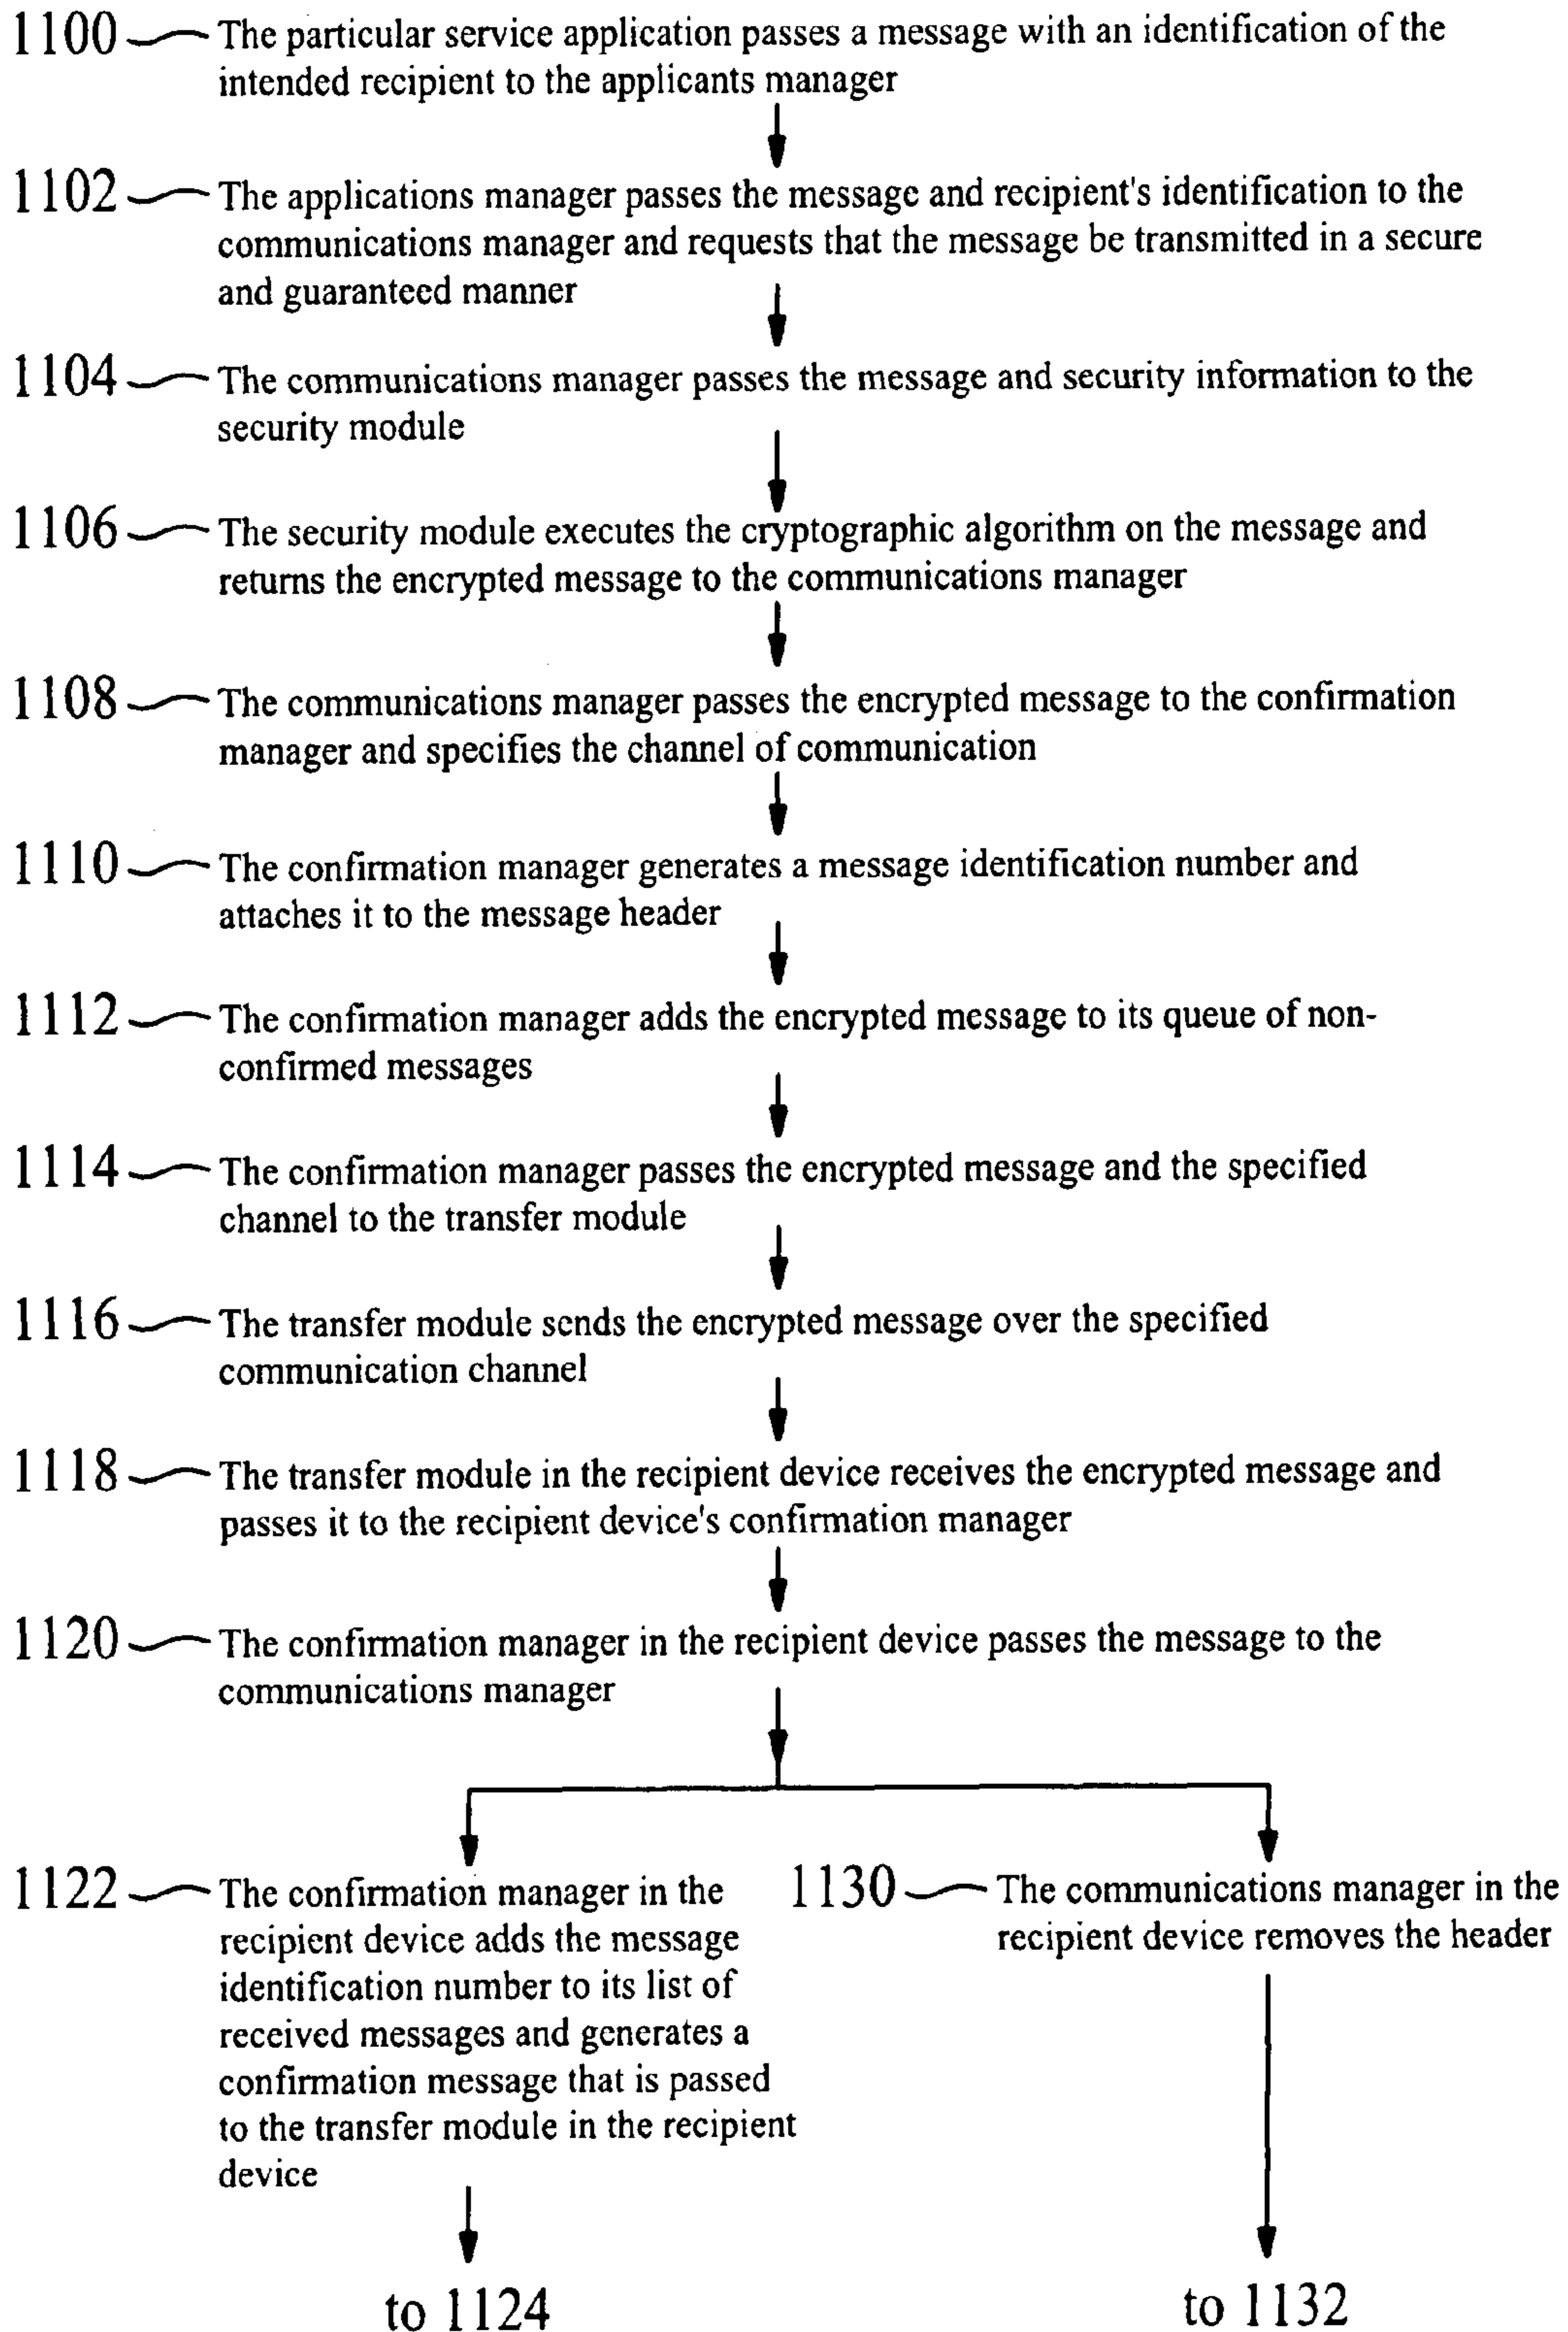 1100 The particular service application passes a message with an identification of the
intended recipient to the applicants manager
1102 The applications manager passes the message and recipient's identification to the
communications manager and requests that the message be transmitted in a secure
and guaranteed manner
1104 The communications manager passes the message and security information to the
security module
1106 The security module executes the cryptographic algorithm on the message and
returns the encrypted message to the communications manager
1108 The communications manager passes the encrypted message to the confirmation
manager and specifies the channel of communication
1110 The confirmation manager generates a message identification number and
attaches it to the message header
1112 The confirmation manager adds the encrypted message to its queue of non-
confirmed messages
1114 The confirmation manager passes the encrypted message and the specified
channel to the transfer module
1116 The transfer module sends the encrypted message over the specified
communication channel
1118 The transfer module in the recipient device receives the encrypted message and
passes it to the recipient device's confirmation manager
1120 The confirmation manager in the recipient device passes the message to the
communications manager
1122 The confirmation manager in the
recipient device adds the message
identification number to its list of
received messages and generates a
confirmation message that is passed
to the transfer module in the recipient
device
to 1124
1130 The communications manager in the
recipient device removes the header
to 1132